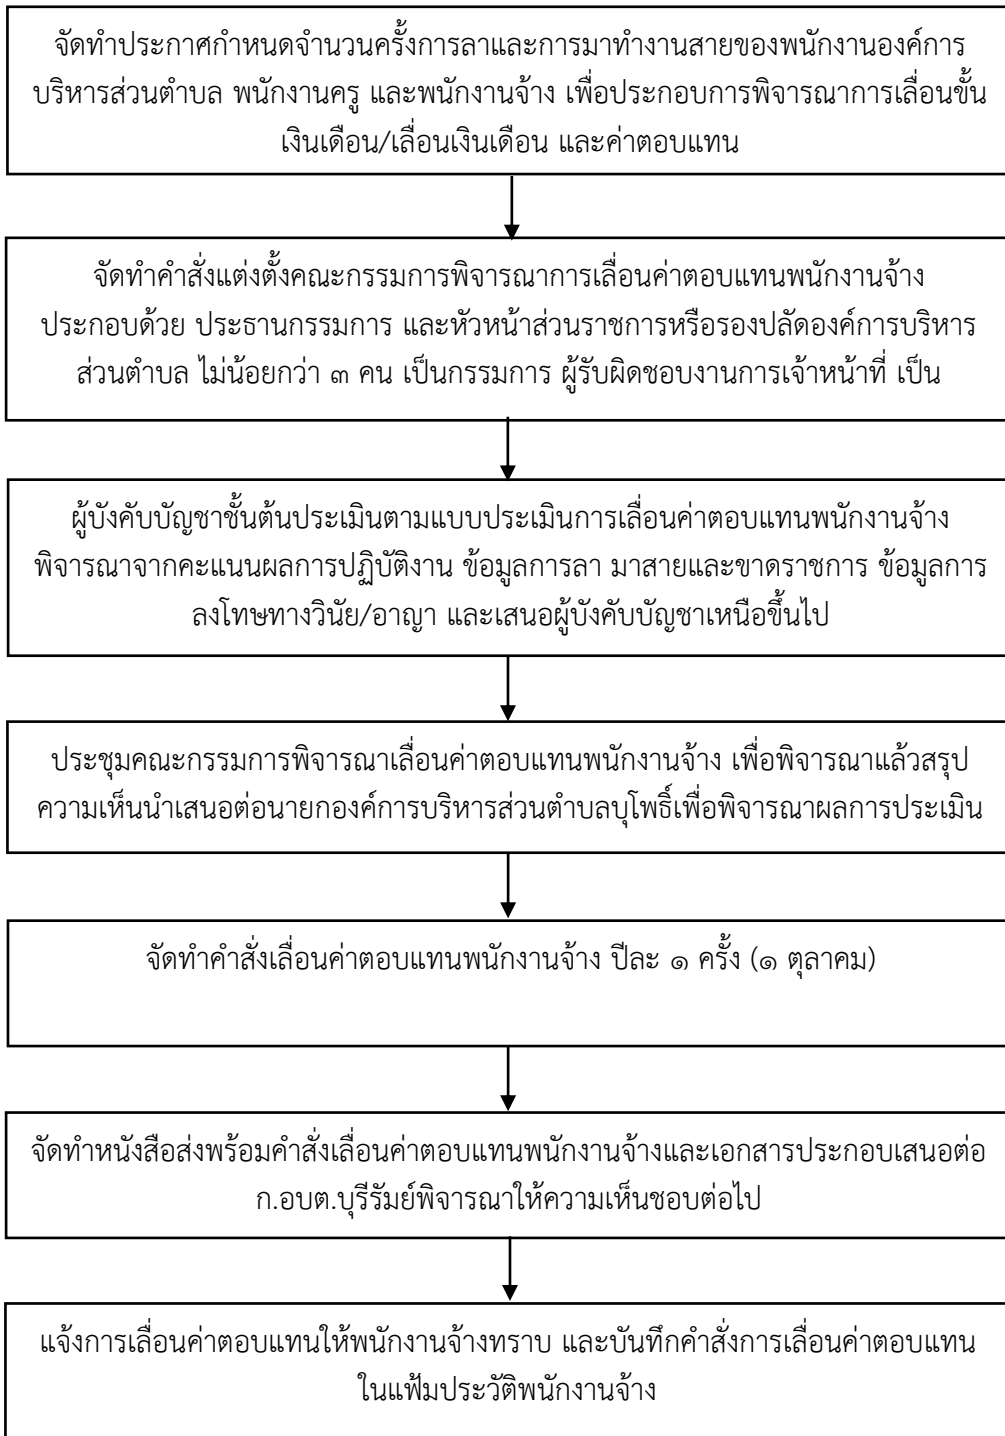 จัดทำประกาศกำหนดจำนวนครั้งการลาและการมาทำงานสายของพนักงานองค์การ
บริหารส่วนตำบล พนักงานครู และพนักงานจ้าง เพื่อประกอบการพิจารณาการเลื่อนขั้น
เงินเดือน/เลื่อนเงินเดือน และค่าตอบแทน
จัดทำคำสั่งแต่งตั้งคณะกรรมการพิจารณาการเลื่อนค่าตอบแทนพนักงานจ้าง
ประกอบด้วย ประธานกรรมการ และหัวหน้าส่วนราชการหรือรองปลัดองค์การบริหาร
ส่วนตำบล ไม่น้อยกว่า ๓ คน เป็นกรรมการ ผู้รับผิดชอบงานการเจ้าหน้าที่ เป็น
ผู้บังคับบัญชาชั้นต้นประเมินตามแบบประเมินการเลื่อนค่าตอบแทนพนักงานจ้าง
พิจารณาจากคะแนนผลการปฏิบัติงาน ข้อมูลการลา มาสายและขาดราชการ ข้อมูลการ
ลงโทษทางวินัย/อาญา และเสนอผู้บังคับบัญชาเหนือขึ้นไป
ประชุมคณะกรรมการพิจารณาเลื่อนค่าตอบแทนพนักงานจ้าง เพื่อพิจารณาแล้วสรุป
ความเห็นนำเสนอต่อนายกองค์การบริหารส่วนตำบลบุโพธิ์เพื่อพิจารณาผลการประเมิน
จัดทำคำสั่งเลื่อนค่าตอบแทนพนักงานจ้าง ปีละ ๑ ครั้ง (๑ ตุลาคม)
จัดทำหนังสือส่งพร้อมคำสั่งเลื่อนค่าตอบแทนพนักงานจ้างและเอกสารประกอบเสนอต่อ
ก.อบต.บุรีรัมย์พิจารณาให้ความเห็นชอบต่อไป
แจ้งการเลื่อนค่าตอบแทนให้พนักงานจ้างทราบ และบันทึกคำสั่งการเลื่อนค่าตอบแทน
ในแฟ้มประวัติพนักงานจ้าง